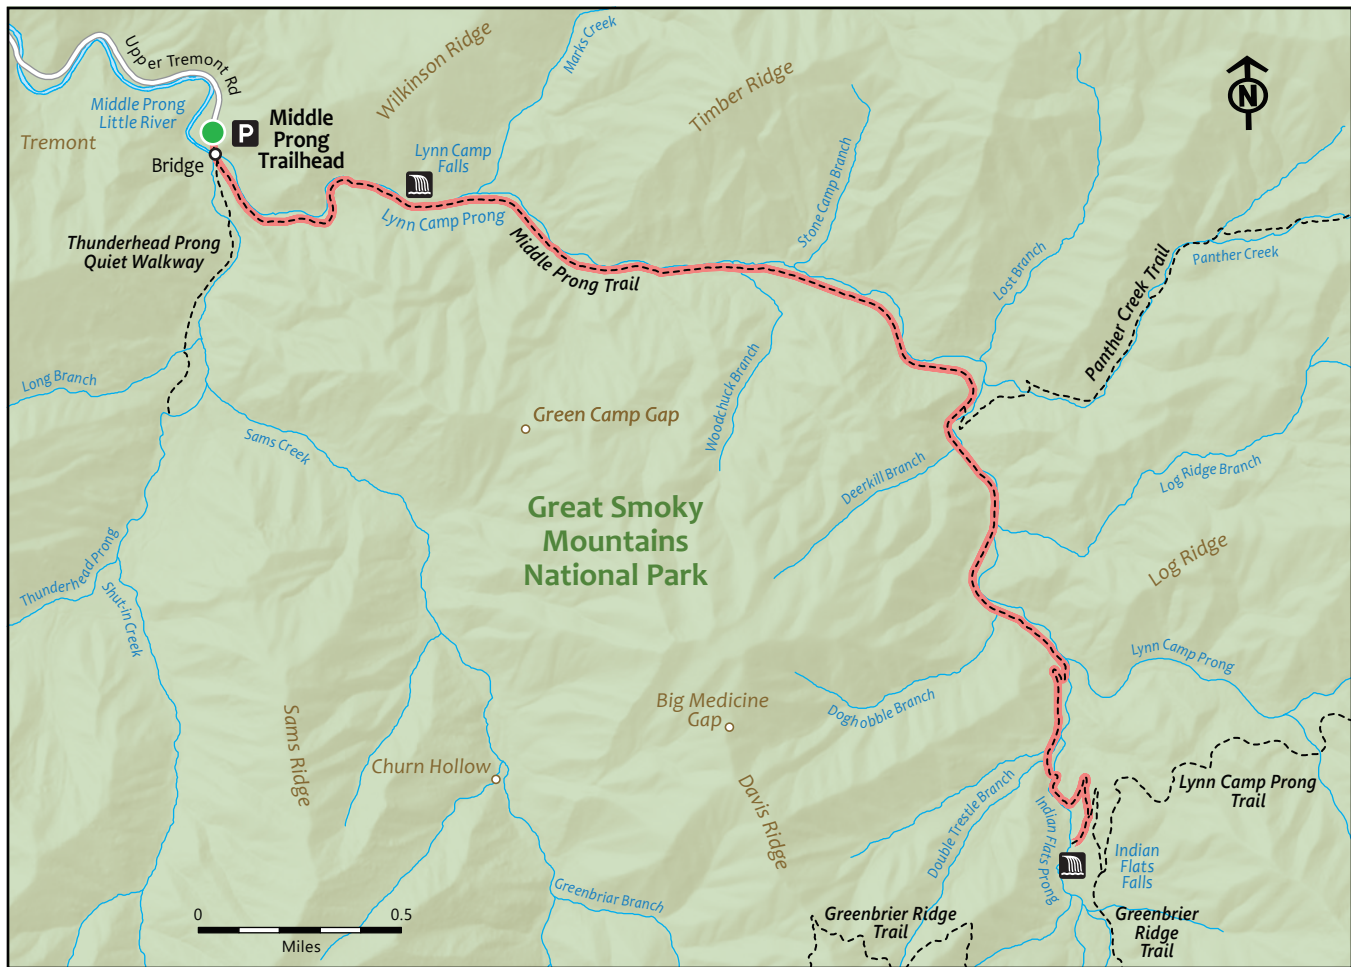 Upper Tremont Rd
Wilkinson Ridge
Marks Creek
Timber Ridge
N
Middle Prong
Little River
Tremont
P
Middle
Prong
Trailhead
Bridge
Lynn Camp
Falls
Lynn Camp Prong
Stone Camp Branch
Thunderhead Prong
Quiet Walkway
Middle Prong Trail
Lost Branch
Panther Creek Trail
Panther Creek
Long Branch
Woodchuck Branch
Green Camp Gap
Sams Creek
Deerkill Branch
Log Ridge Branch
Great Smoky
Mountains
National Park
Log Ridge
Thunderhead Prong
Shut-in Creek
Lynn Camp Prong
Big Medicine
Gap
Doghobble Branch
Sams Ridge
Churn Hollow
Davis Ridge
Double Trestle Branch
Indian Flats Prong
Lynn Camp Prong
Trail
Indian
Flats
Falls
Greenbriar Branch
Greenbrier Ridge
Trail
Greenbrier
Ridge
Trail
0 0.5
Miles